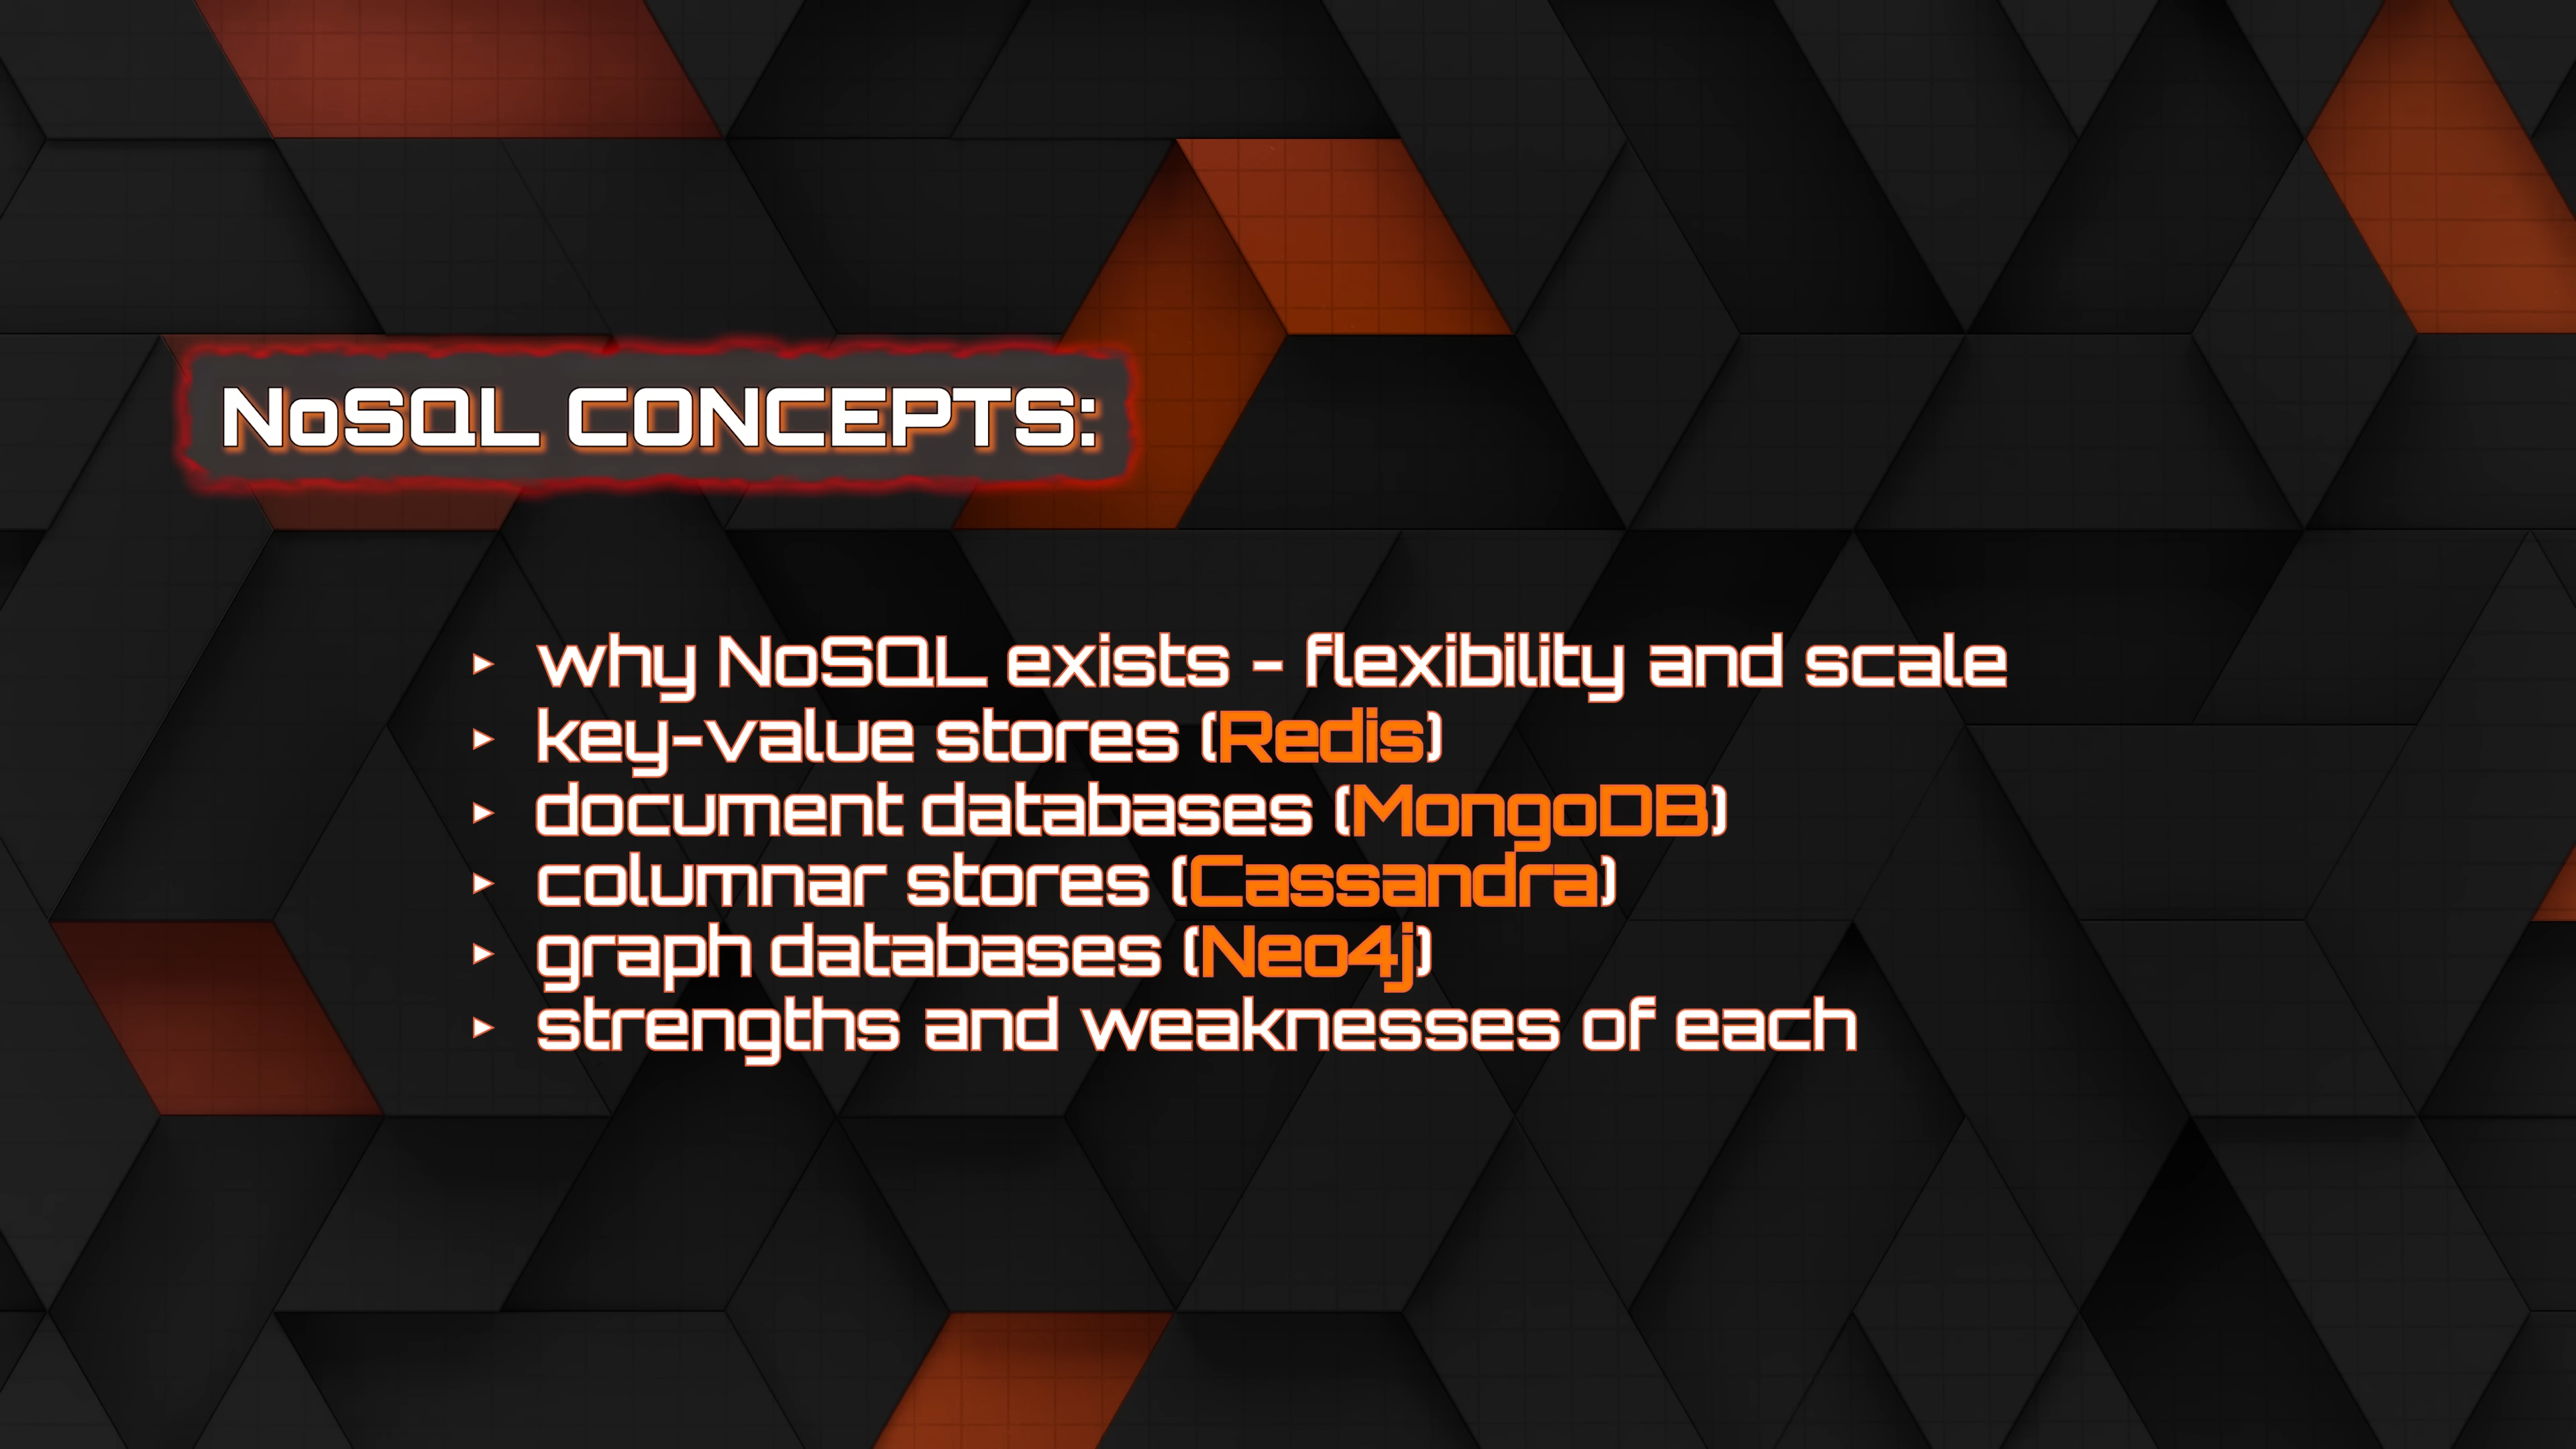 NoSQL CONCEPTS:
▸ why NoSQL exists - flexibility and scale
▸ key-value stores (Redis)
▸ document databases (MongoDB)
▸ columnar stores (Cassandra)
▸ graph databases (Neo4j)
▸ strengths and weaknesses of each